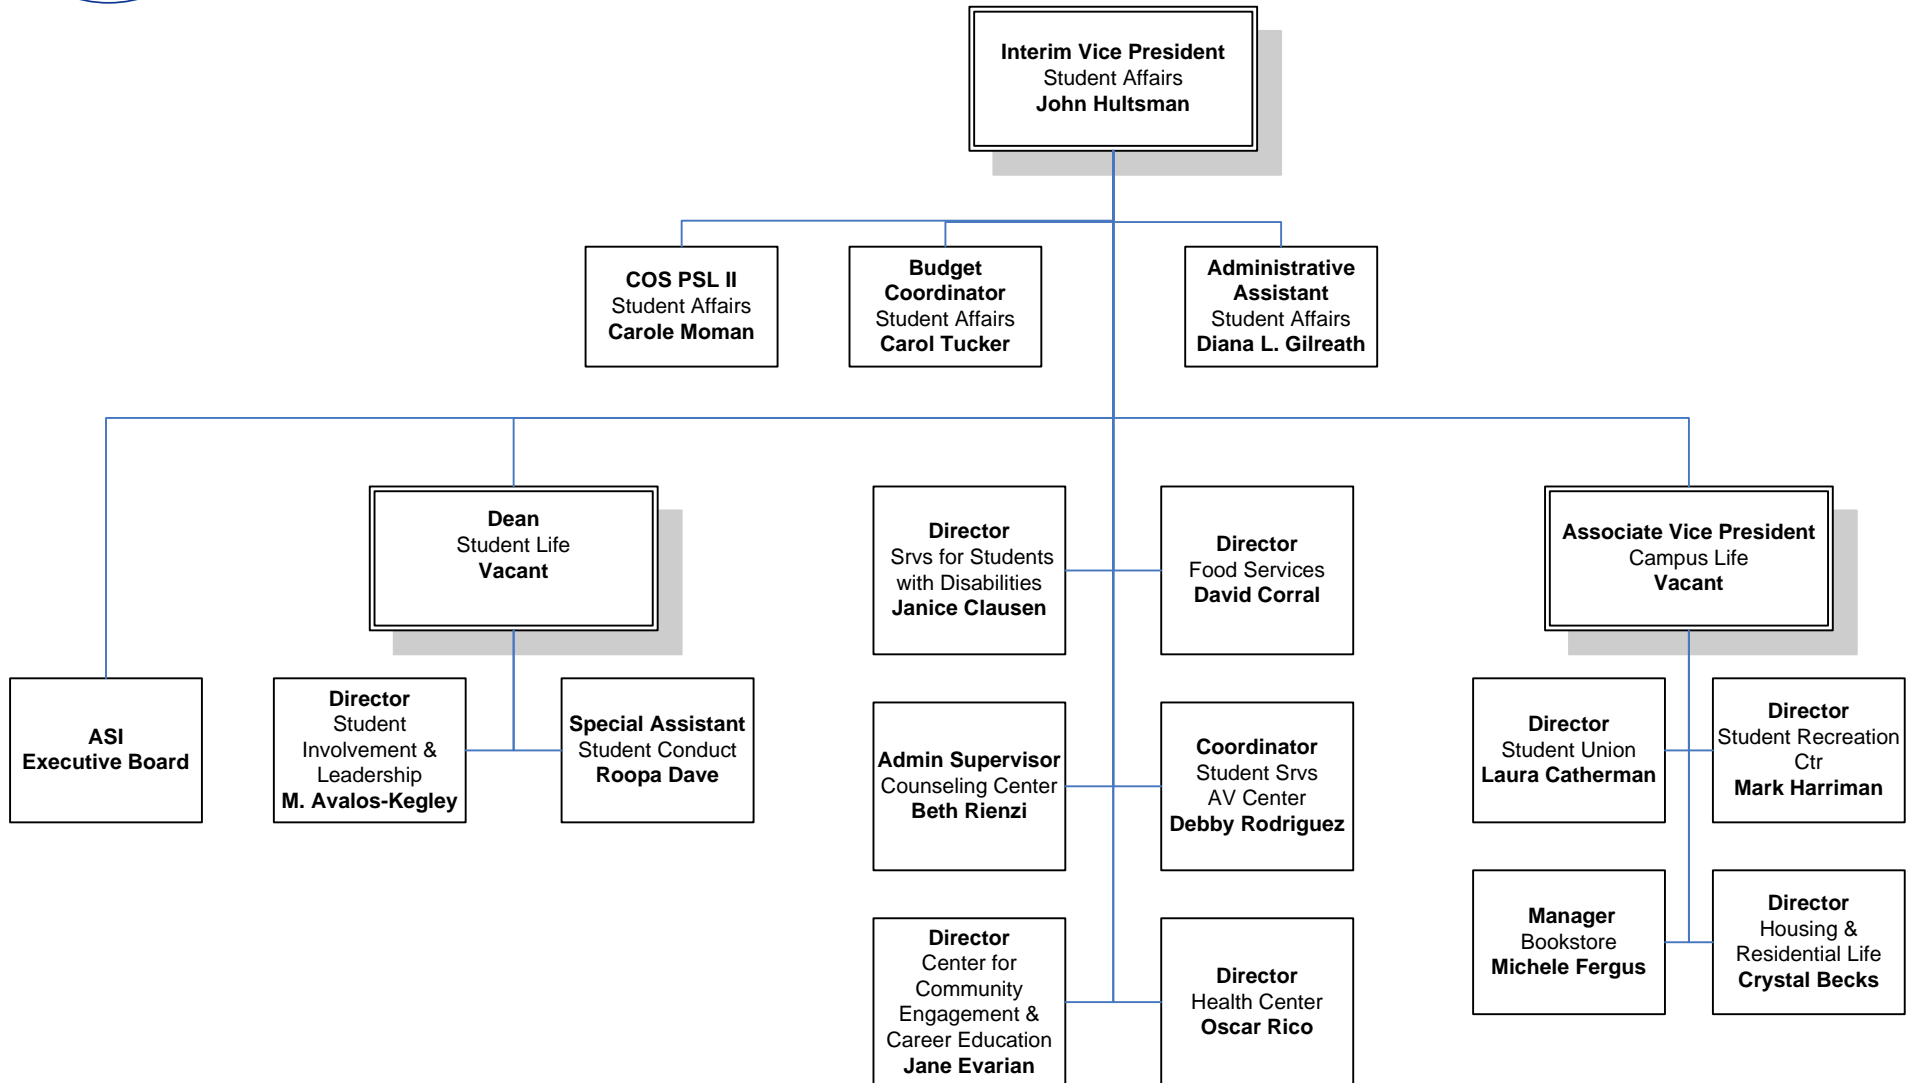 Interim Vice President
Student Affairs
John Hultsman
COS PSL II
Student Affairs
Carole Moman
Budget
Coordinator
Student Affairs
Carol Tucker
Administrative
Assistant
Student Affairs
Diana L. Gilreath
Dean
Student Life
Vacant
Director
Srvs for Students
with Disabilities
Janice Clausen
Director
Food Services
David Corral
Associate Vice President
Campus Life
Vacant
ASI
Executive Board
Director
Student
Involvement &
Leadership
M. Avalos-Kegley
Special Assistant
Student Conduct
Roopa Dave
Admin Supervisor
Counseling Center
Beth Rienzi
Coordinator
Student Srvs
AV Center
Debby Rodriguez
Director
Student Union
Laura Catherman
Director
Student Recreation
Ctr
Mark Harriman
Director
Center for
Community
Engagement &
Career Education
Jane Evarian
Director
Health Center
Oscar Rico
Manager
Bookstore
Michele Fergus
Director
Housing &
Residential Life
Crystal Becks